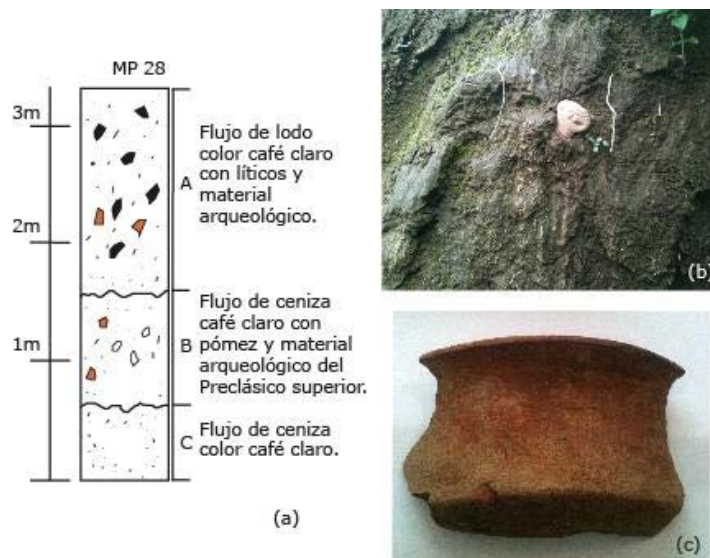 MP 28
3m
2m
1m
A
Flujo de lodo
color café claro
con líticos y
material
arqueológico.
B
Flujo de ceniza
café claro con
pómez y material
arqueológico del
Preclásico superior.
C
Flujo de ceniza
color café claro.
(a)
(b)
(c)